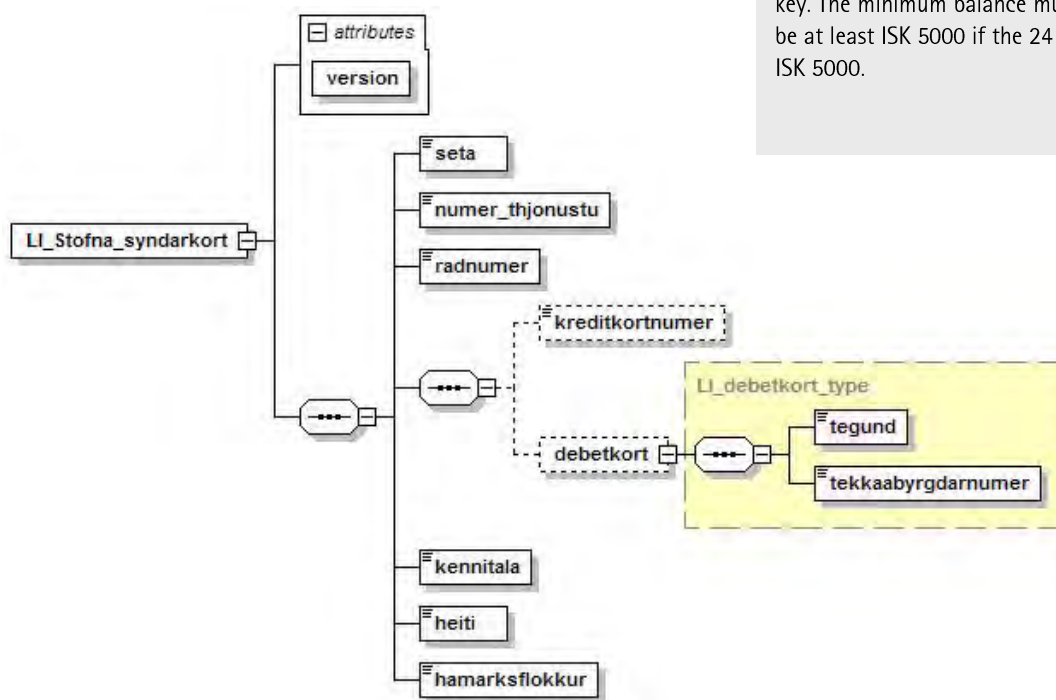 key. The minimum balance
be at least ISK 5000 if the 24
ISK 5000.
attributes
version
LI_Stofna_syndarkort
seta
numer_thjonustu
radnumer
kreditkortnumer
LI_debetkort_type
tegund
debetkort
tekkaabyrgdarnumer
kennitala
heiti
hamarksflokkur